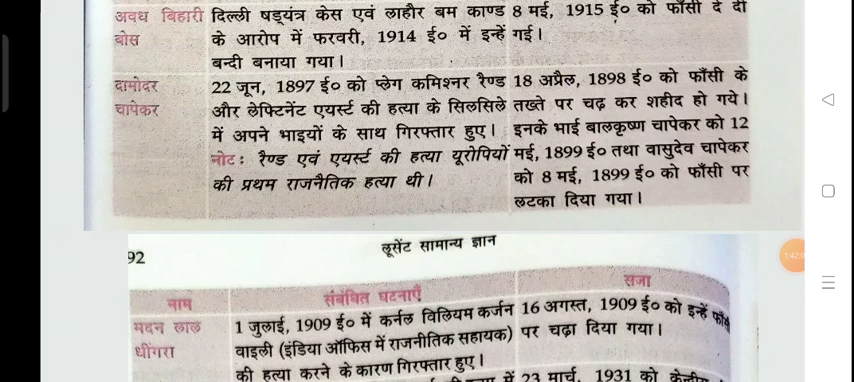 अवध बिहारी दिल्ली षड्यंत्र केस एवं लाहौर बम काण्ड 8 मई, 1915 ई० को फाँसी दे दी
बोस के आरोप में फरवरी, 1914 ई० में इन्हें गई।
बन्दी बनाया गया।
दामोदर 22 जून, 1897 ई० को प्लेग कमिश्नर रैण्ड 18 अप्रैल, 1898 ई० को फाँसी के
चापेकर और लेफ्टिनेंट एयर्स्ट की हत्या के सिलसिले तख्ते पर चढ़ कर शहीद हो गये।
में अपने भाइयों के साथ गिरफ्तार हुए। इनके भाई बालकृष्ण चापेकर को 12
नोट: रैण्ड एवं एयर्स्ट की हत्या यूरोपियों मई, 1899 ई० तथा वासुदेव चापेकर
की प्रथम राजनैतिक हत्या थी। को 8 मई, 1899 ई० को फाँसी पर
लटका दिया गया।
92 लूसेंट सामान्य ज्ञान
नाम संबंधित घटनाएँ सजा
मदन लाल 1 जुलाई, 1909 ई० में कर्नल विलियम कर्जन 16 अगस्त, 1909 ई० को इन्हें फाँसी
धींगरा वाइली (इंडिया ऑफिस में राजनीतिक सहायक) पर चढ़ा दिया गया।
की हत्या करने के कारण गिरफ्तार हुए।
में 23 मार्च, 1931 को
1:42:0